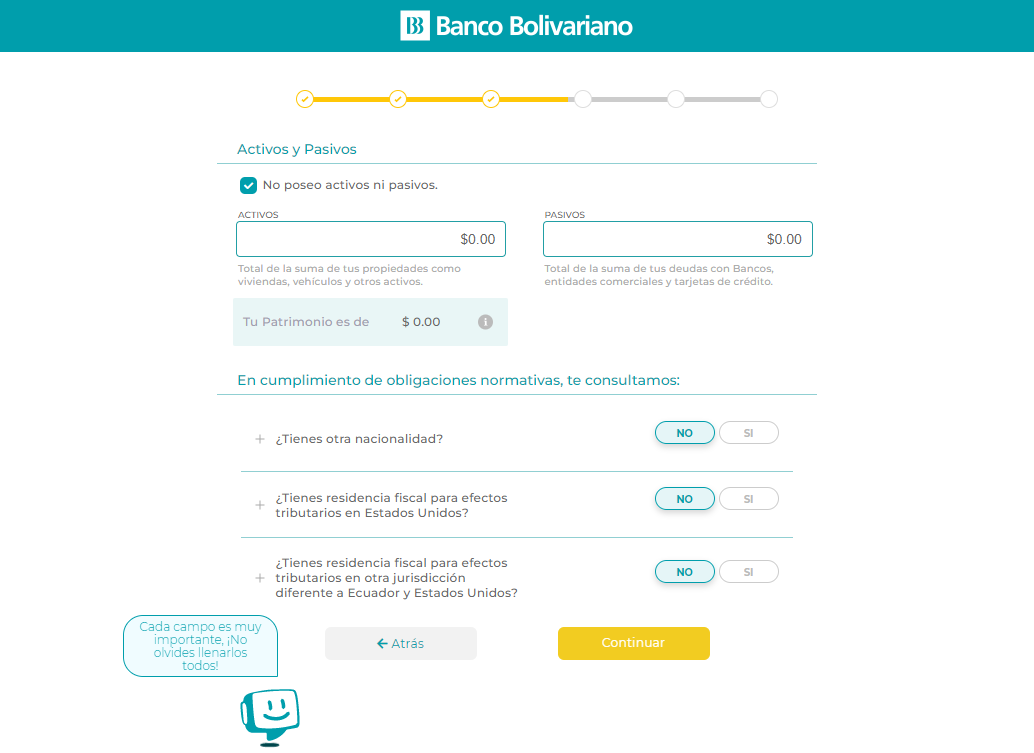 Banco Bolivariano
Activos y Pasivos
No poseo activos ni pasivos.
ACTIVOS
$0.00
Total de la suma de tus propiedades como
viviendas, vehículos y otros activos.
PASIVOS
$0.00
Total de la suma de tus deudas con Bancos,
entidades comerciales y tarjetas de crédito.
Tu Patrimonio es de $ 0.00
En cumplimiento de obligaciones normativas, te consultamos:
¿Tienes otra nacionalidad? NO SI
¿Tienes residencia fiscal para efectos
tributarios en Estados Unidos? NO SI
¿Tienes residencia fiscal para efectos
tributarios en otra jurisdicción
diferente a Ecuador y Estados Unidos? NO SI
Cada campo es muy
importante, ¡No
olvides llenarlos
todos!
Atrás
Continuar